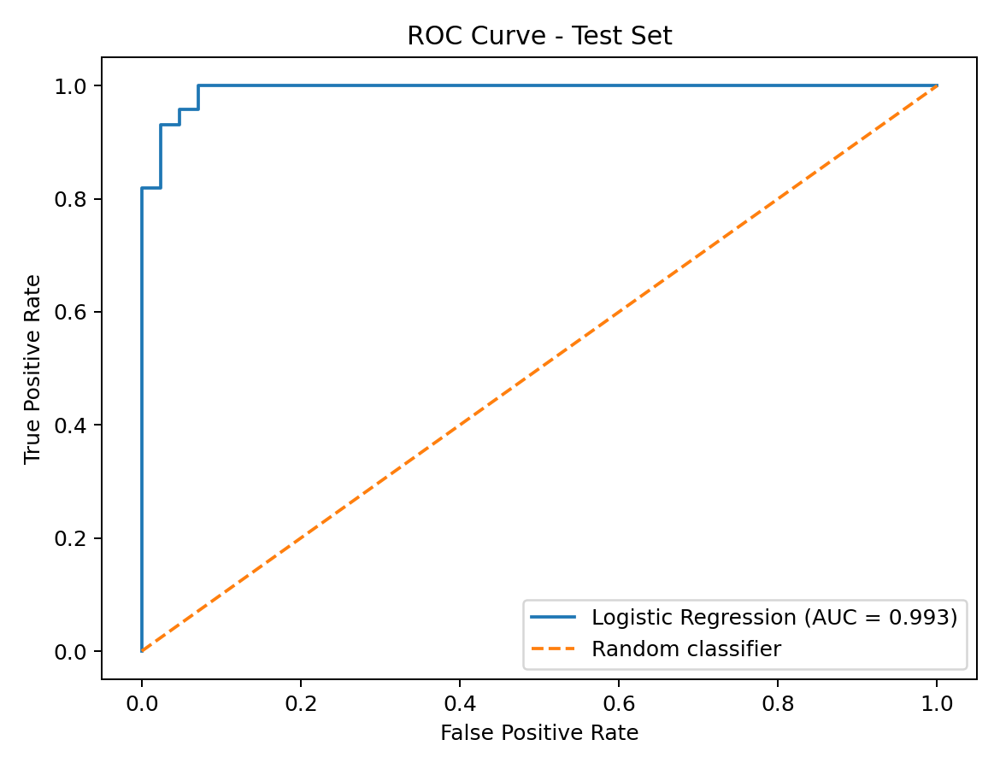 ROC Curve - Test Set
True Positive Rate
1.0
0.8
0.6
0.4
0.2
0.0
0.0 0.2 0.4 0.6 0.8 1.0
False Positive Rate
Logistic Regression (AUC = 0.993)
Random classifier